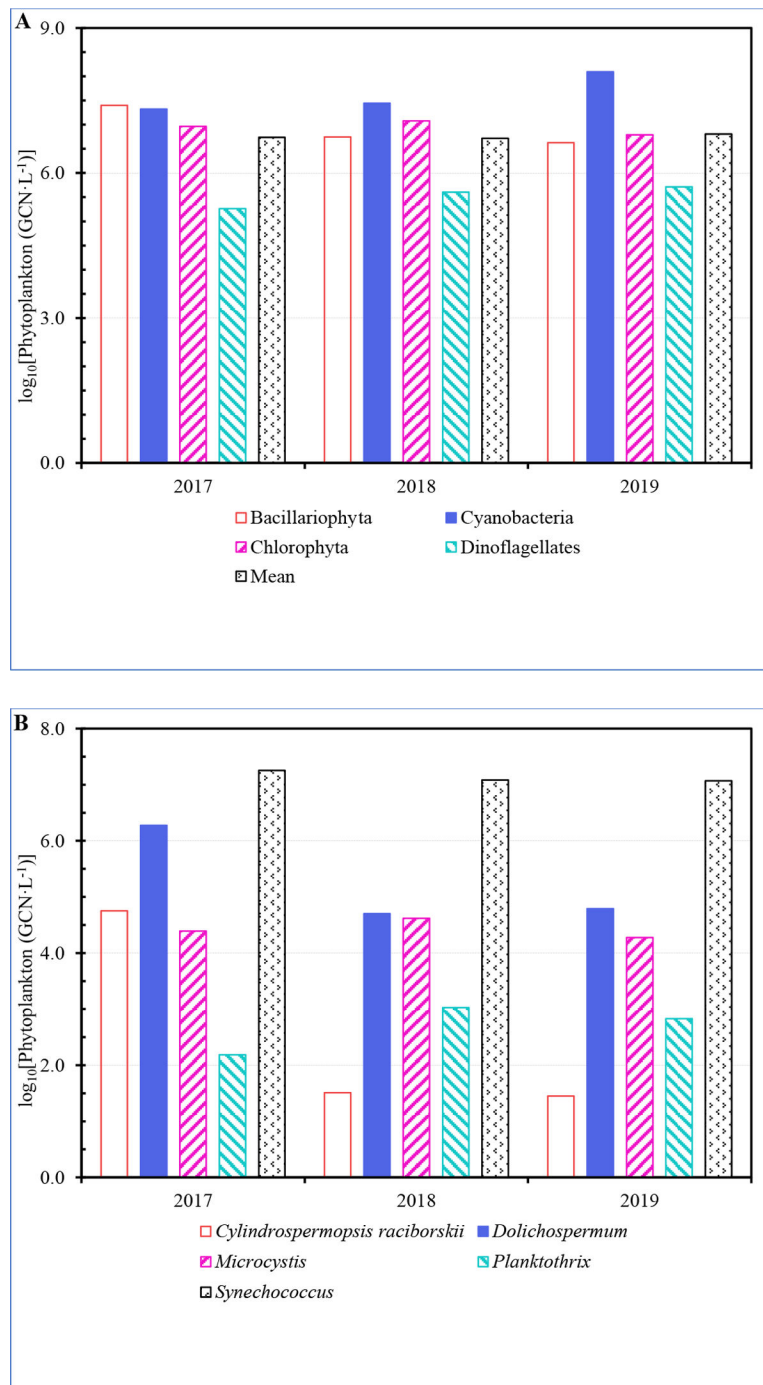 A
9.0
6.0
3.0
0.0
log₁₀[Phytoplankton (GCN·L⁻¹)]
2017 2018 2019
Bacillariophyta Cyanobacteria
Chlorophyta Dinoflagellates
Mean
B
8.0
6.0
4.0
2.0
0.0
log₁₀[Phytoplankton (GCN·L⁻¹)]
2017 2018 2019
Cylindrospermopsis raciborskii Dolichospermum
Microcystis Planktothrix
Synechococcus